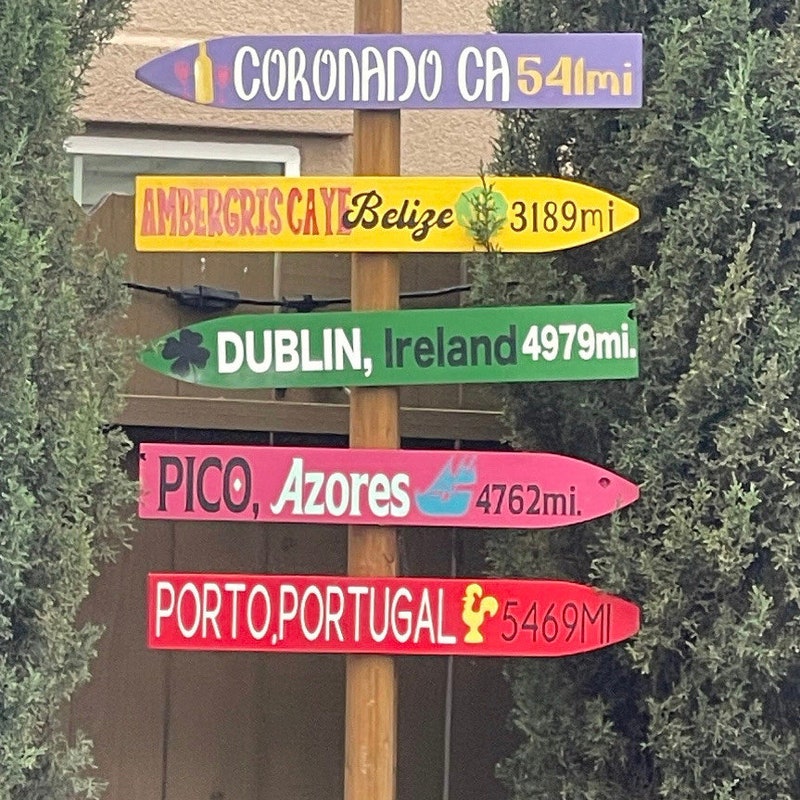 CORONADO CA 541mi
AMBERGRIS CAYE Belize 3189mi
DUBLIN, Ireland 4979mi.
PICO, Azores 4762mi.
PORTO, PORTUGAL 5469MI